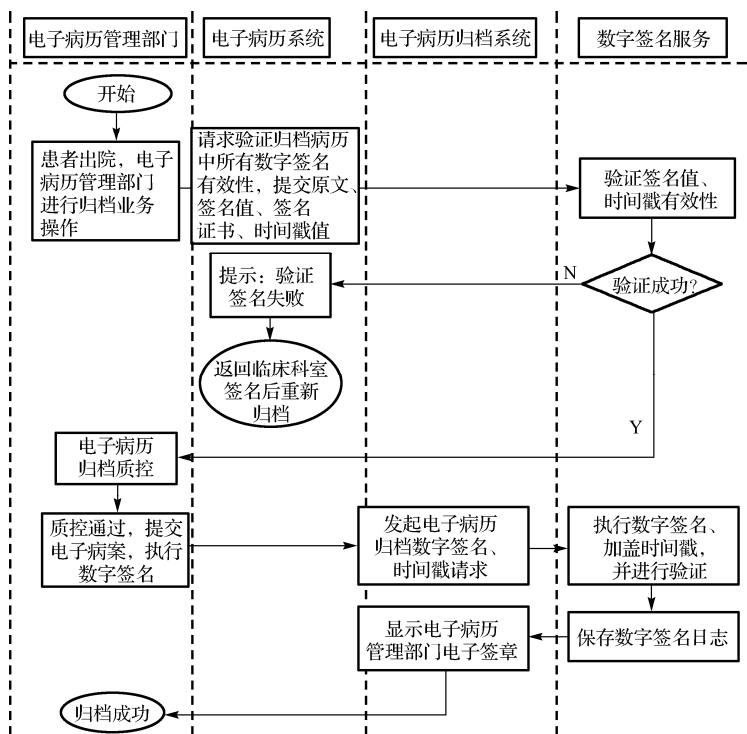 电子病历管理部门
电子病历系统
电子病历归档系统
数字签名服务
开始
患者出院，电子
病历管理部门
进行归档业务
操作
请求验证归档病历
中所有数字签名
有效性，提交原文、
签名值、签名
证书、时间戳值
验证签名值、
时间戳有效性
验证成功?
N
提示：验证
签名失败
返回临床科室
签名后重新
归档
Y
电子病历
归档质控
质控通过，提交
电子病案，执行
数字签名
发起电子病历
归档数字签名、
时间戳请求
执行数字签名、
加盖时间戳，
并进行验证
保存数字签名日志
显示电子病历
管理部门电子签章
归档成功